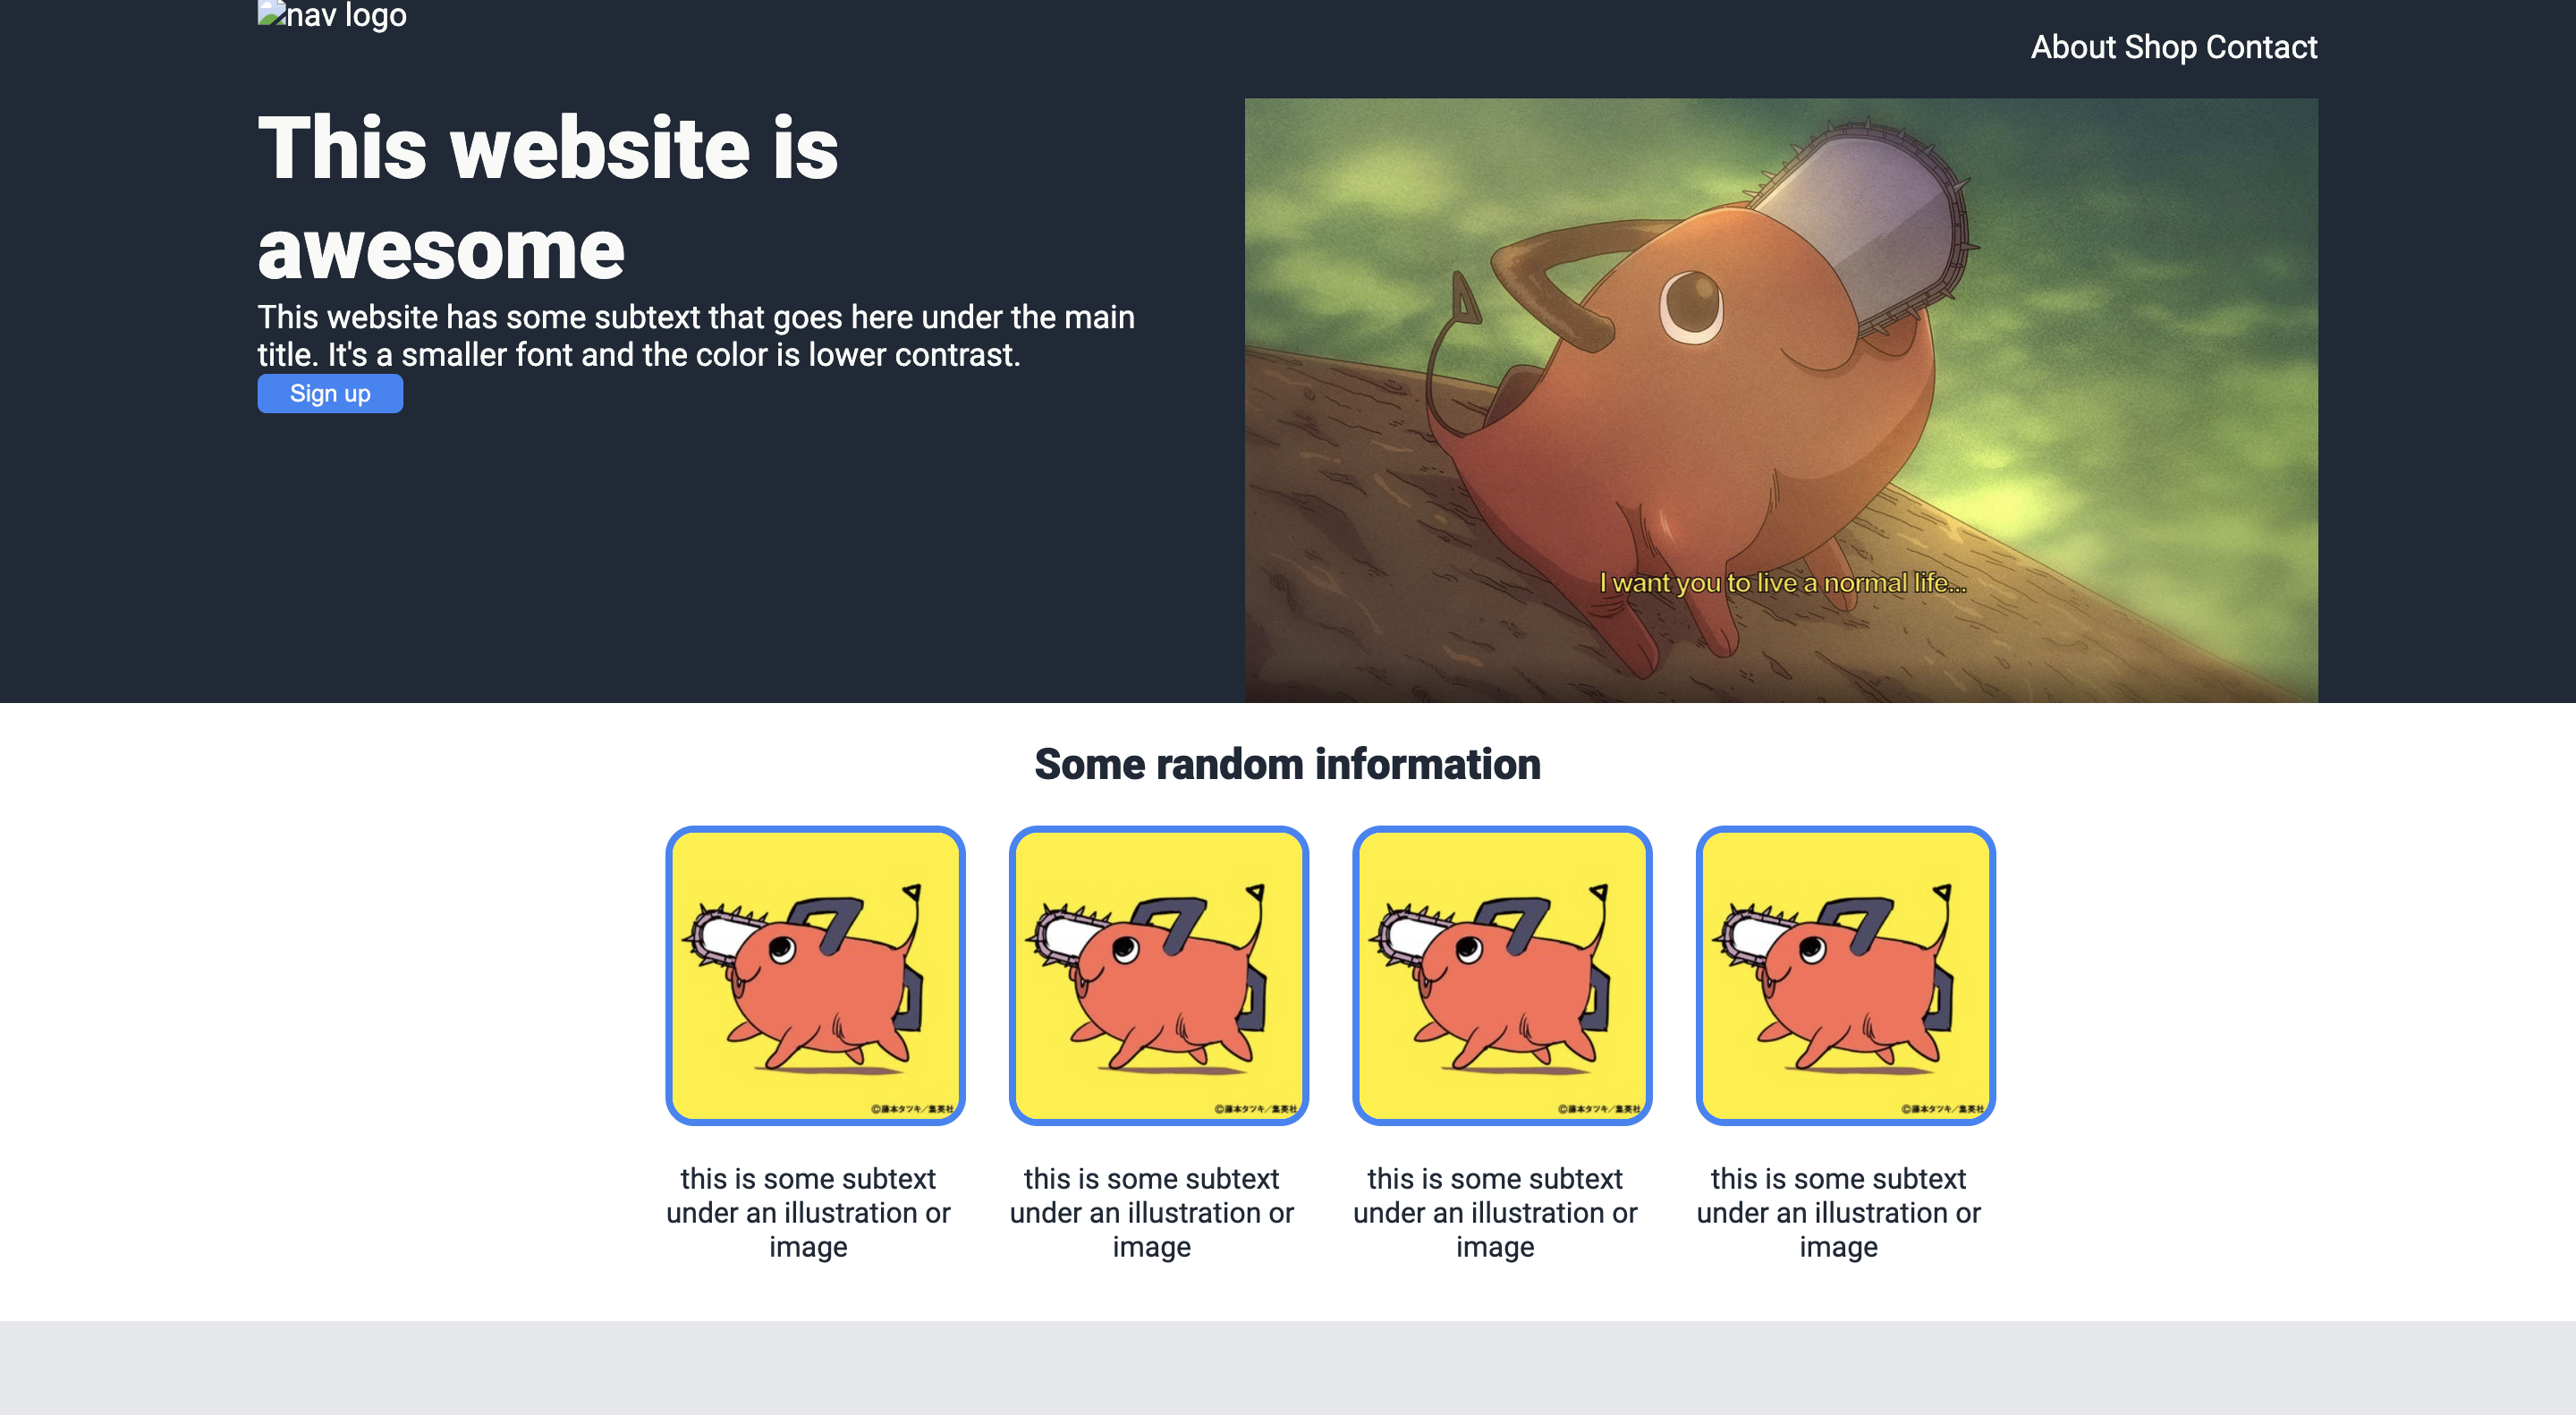 nav logo
About Shop Contact
This website is
awesome
This website has some subtext that goes here under the main
title. It's a smaller font and the color is lower contrast.
Sign up
I want you to live a normal life...
Some random information
©藤本タツキ／集英社
©藤本タツキ／集英社
©藤本タツキ／集英社
©藤本タツキ／集英社
this is some subtext
under an illustration or
image
this is some subtext
under an illustration or
image
this is some subtext
under an illustration or
image
this is some subtext
under an illustration or
image